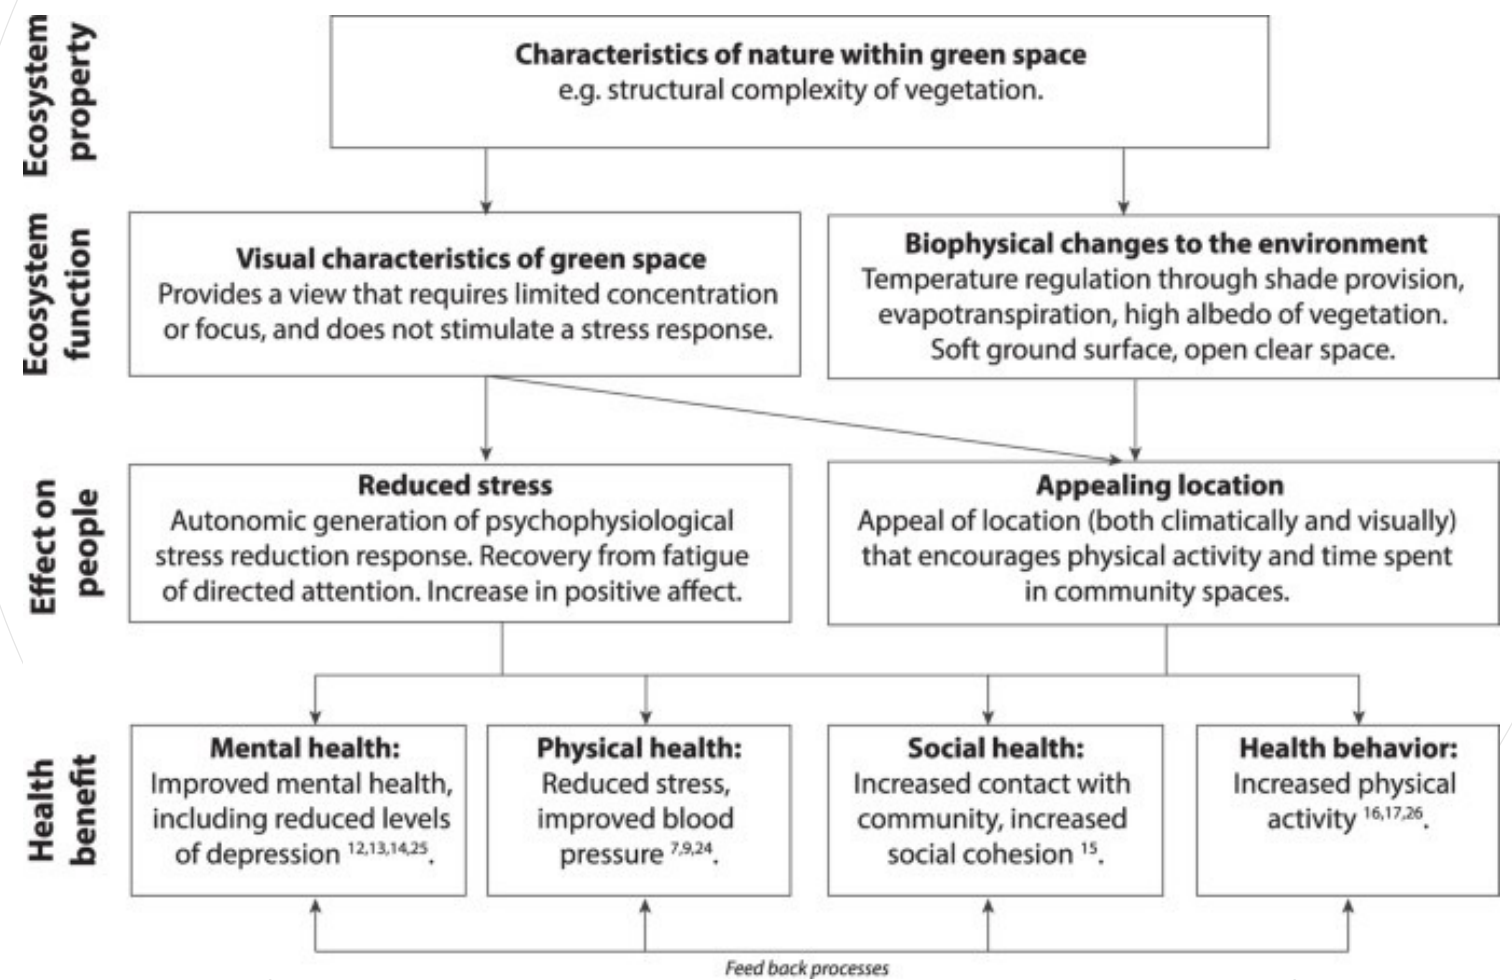 Ecosystem
property
Characteristics of nature within green space
e.g. structural complexity of vegetation.
Ecosystem
function
Visual characteristics of green space
Provides a view that requires limited concentration
or focus, and does not stimulate a stress response.
Biophysical changes to the environment
Temperature regulation through shade provision,
evapotranspiration, high albedo of vegetation.
Soft ground surface, open clear space.
Effect on
people
Reduced stress
Autonomic generation of psychophysiological
stress reduction response. Recovery from fatigue
of directed attention. Increase in positive affect.
Appealing location
Appeal of location (both climatically and visually)
that encourages physical activity and time spent
in community spaces.
Health
benefit
Mental health:
Improved mental health,
including reduced levels
of depression 12,13,14,25.
Physical health:
Reduced stress,
improved blood
pressure 7,9,24.
Social health:
Increased contact with
community, increased
social cohesion 15.
Health behavior:
Increased physical
activity 16,17,26.
Feed back processes